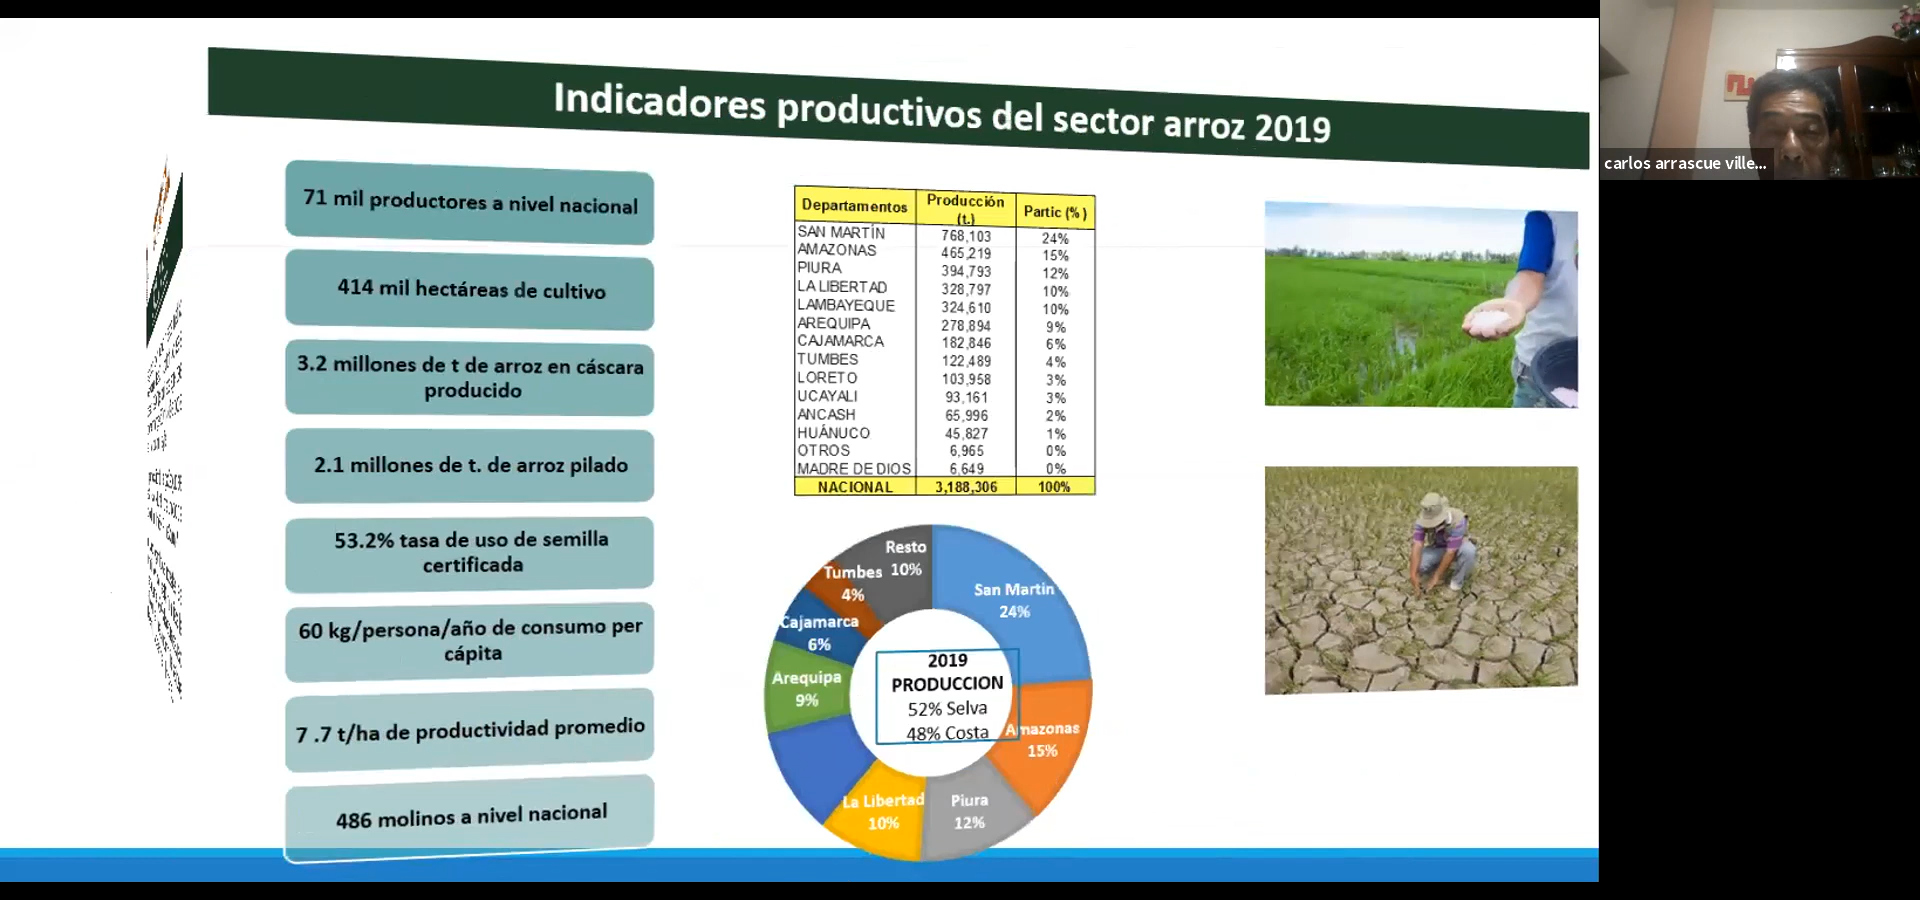 Indicadores productivos del sector arroz 2019
carlos arrascue ville...
71 mil productores a nivel nacional
414 mil hectáreas de cultivo
3.2 millones de t de arroz en cáscara
producido
2.1 millones de t. de arroz pilado
53.2% tasa de uso de semilla
certificada
60 kg/persona/año de consumo per
cápita
7 .7 t/ha de productividad promedio
486 molinos a nivel nacional
Departamentos Producción (t.) Partic (%)
SAN MARTÍN 768,103 24%
AMAZONAS 465,219 15%
PIURA 394,793 12%
LA LIBERTAD 328,797 10%
LAMBAYEQUE 324,610 10%
AREQUIPA 278,894 9%
CAJAMARCA 182,846 6%
TUMBES 122,489 4%
LORETO 103,958 3%
UCAYALI 93,161 3%
ANCASH 65,996 2%
HUÁNUCO 45,827 1%
OTROS 6,965 0%
MADRE DE DIOS 6,649 0%
NACIONAL 3,188,306 100%
Resto
10%
San Martin
24%
Tumbes
4%
Cajamarca
6%
Arequipa
9%
2019
PRODUCCION
52% Selva
48% Costa
Amazonas
15%
La Libertad
10%
Piura
12%